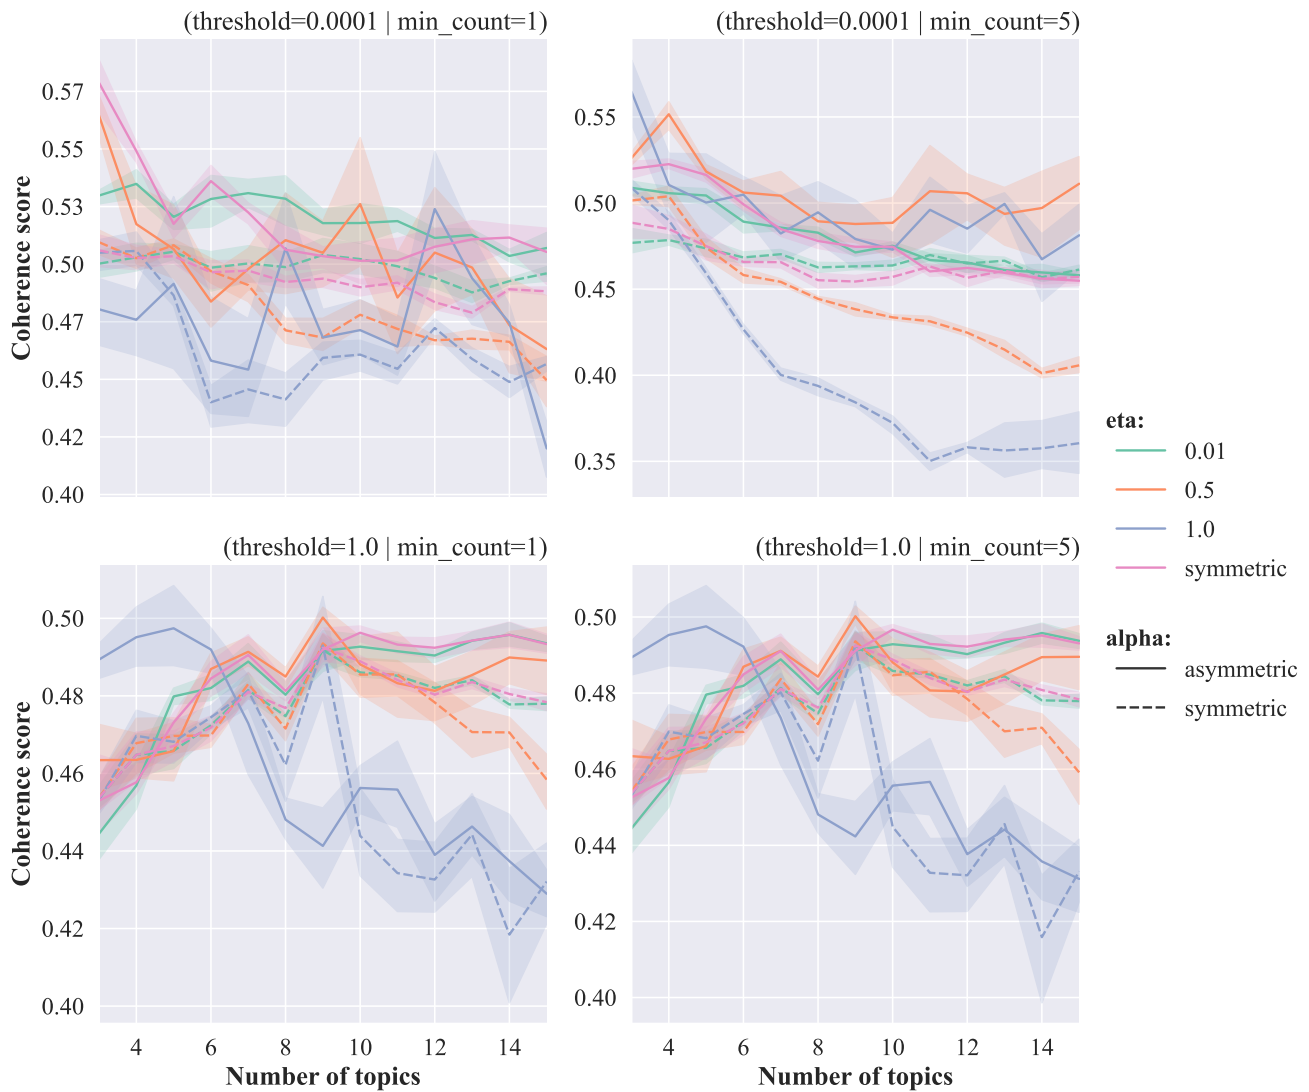 (threshold=0.0001 | min_count=1)
(threshold=0.0001 | min_count=5)
Coherence score
0.57
0.55
0.53
0.50
0.47
0.45
0.42
0.40
0.55
0.50
0.45
0.40
0.35
(threshold=1.0 | min_count=1)
(threshold=1.0 | min_count=5)
Coherence score
0.50
0.48
0.46
0.44
0.42
0.40
0.50
0.48
0.46
0.44
0.42
0.40
4 6 8 10 12 14
4 6 8 10 12 14
Number of topics
Number of topics
eta:
0.01
0.5
1.0
symmetric
alpha:
asymmetric
symmetric